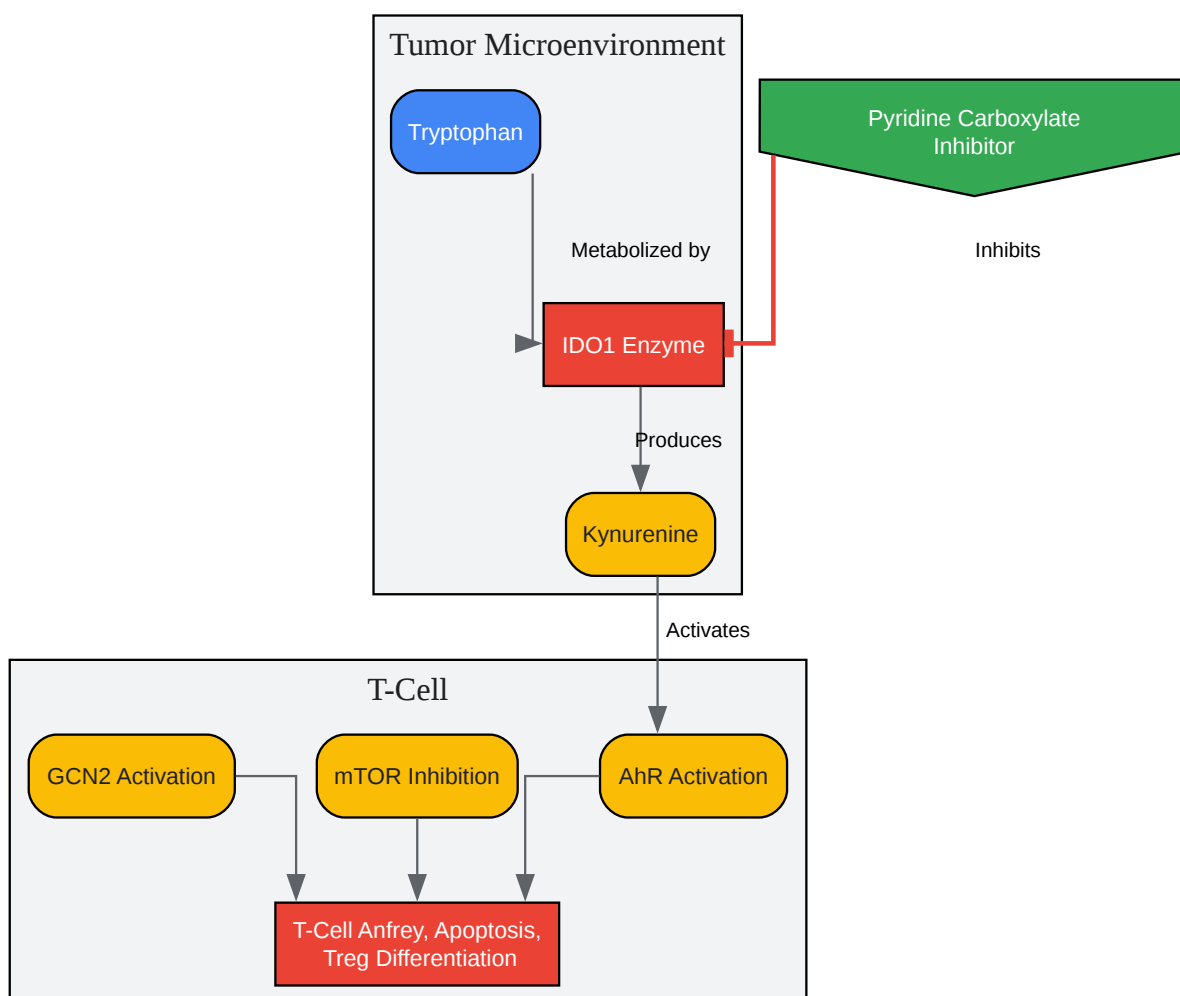 Tumor Microenvironment
Tryptophan
Pyridine Carboxylate
Inhibitor
Metabolized by
Inhibits
IDO1 Enzyme
Produces
Kynurenine
Activates
T-Cell
GCN2 Activation
mTOR Inhibition
AhR Activation
T-Cell Anfrey, Apoptosis,
Treg Differentiation